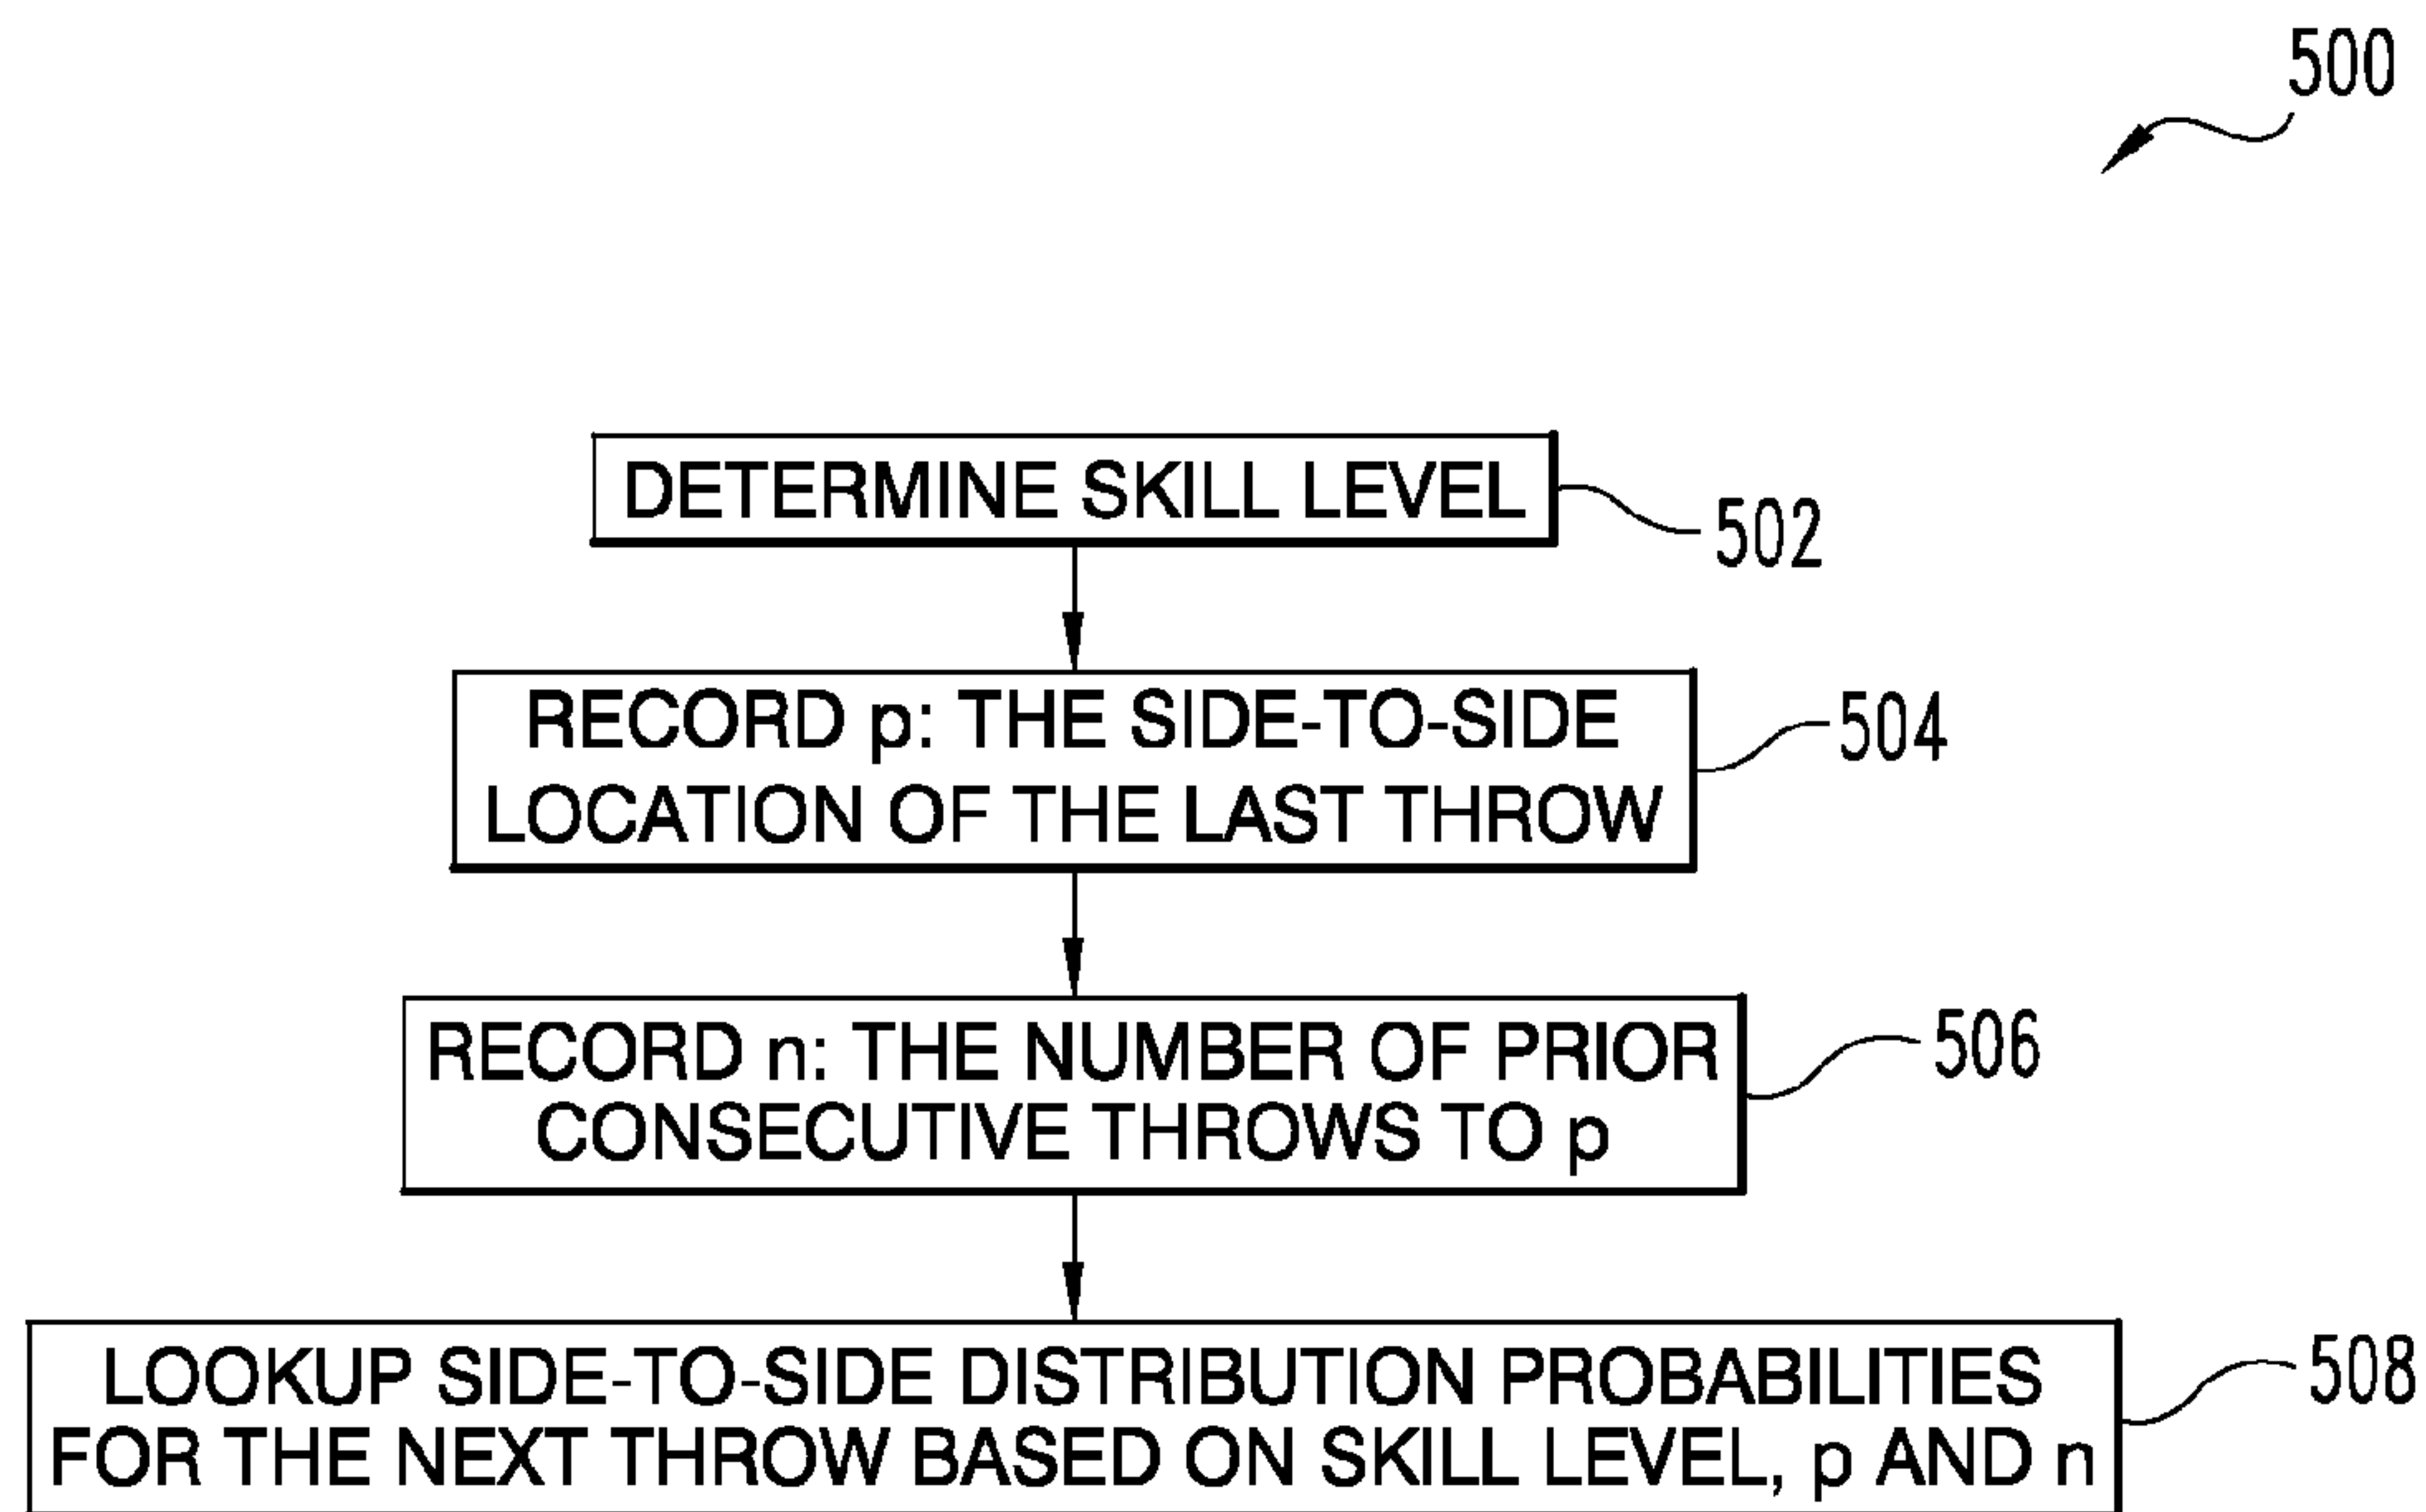 500
DETERMINE SKILL LEVEL
502
RECORD p: THE SIDE-TO-SIDE
LOCATION OF THE LAST THROW
504
RECORD n: THE NUMBER OF PRIOR
CONSECUTIVE THROWS TO p
506
LOOKUP SIDE-TO-SIDE DISTRIBUTION PROBABILITIES
FOR THE NEXT THROW BASED ON SKILL LEVEL, p AND n
508